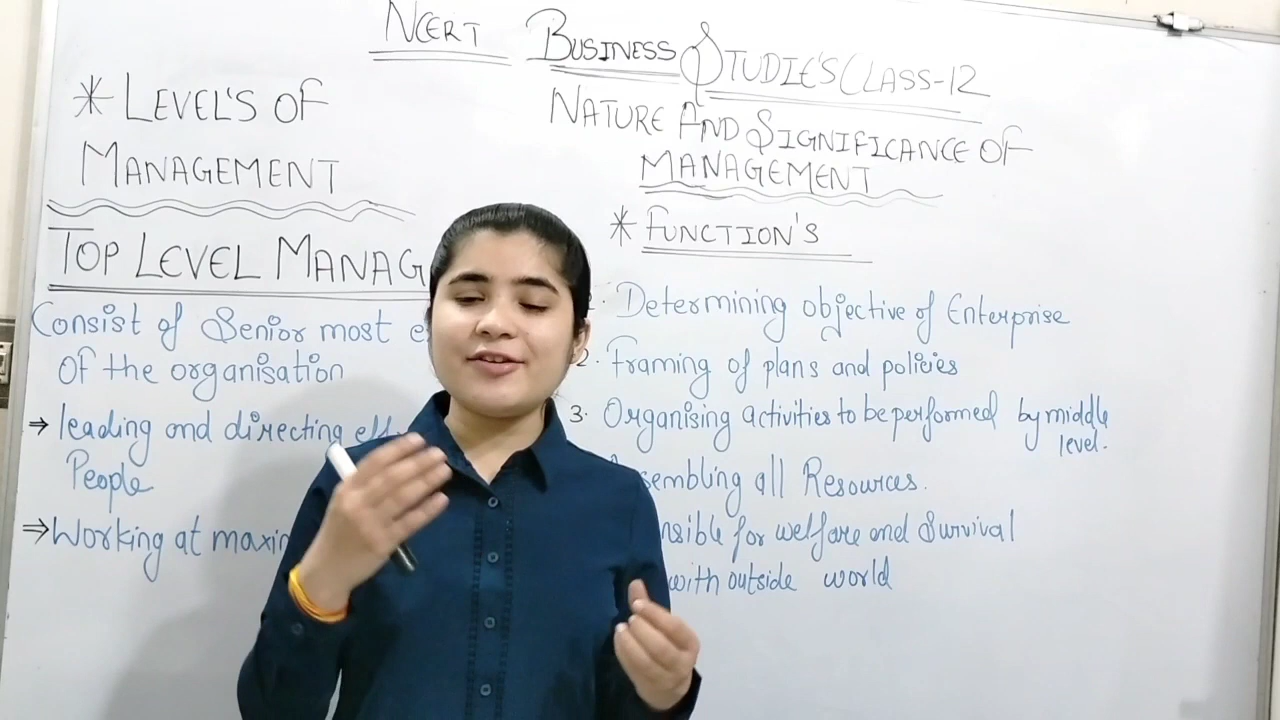 NCERT BUSINESS STUDIE'S CLASS-12
* LEVEL'S OF
MANAGEMENT
TOP LEVEL MANAG
Consist of Senior most
of the organisation
⇒ leading and directing
People
⇒ Working at
NATURE AND SIGNIFICANCE OF
MANAGEMENT
* FUNCTION'S
Determining objective of Enterprise
2. Framing of plans and policies
3. Organising activities to be performed by middle
level.
sembling all Resources.
nsible for welfare and Survival
with outside world